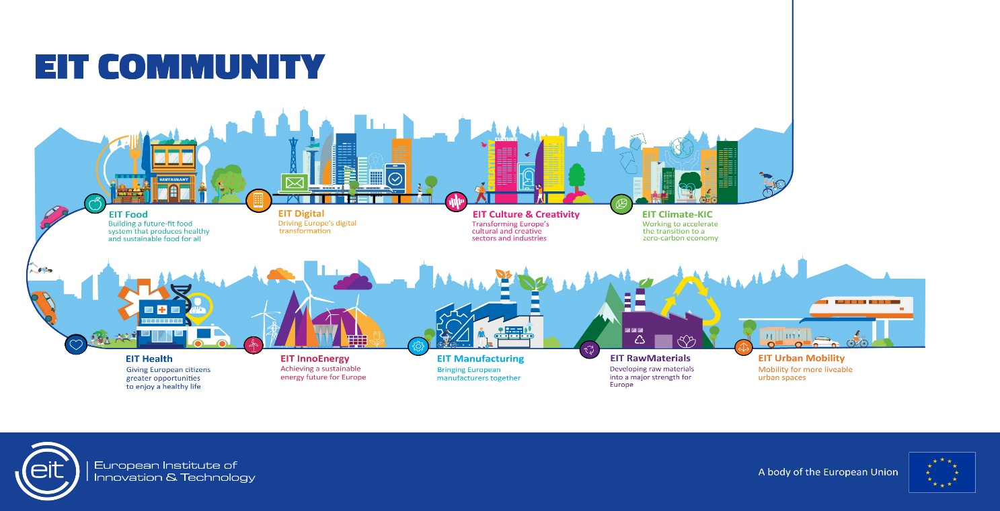 EIT COMMUNITY
RESTAURANT
CULTURE
EIT Food
Building a future-fit food
system that produces healthy
and sustainable food for all
EIT Digital
Driving Europe's digital
transformation
EIT Culture & Creativity
Transforming Europe's
cultural and creative
sectors and industries
EIT Climate-KIC
Working to accelerate
the transition to a
zero-carbon economy
EIT Health
Giving European citizens
greater opportunities
to enjoy a healthy life
EIT InnoEnergy
Achieving a sustainable
energy future for Europe
EIT Manufacturing
Bringing European
manufacturers together
EIT RawMaterials
Developing raw materials
into a major strength for
Europe
EIT Urban Mobility
Mobility for more liveable
urban spaces
eit
European Institute of
Innovation & Technology
A body of the European Union